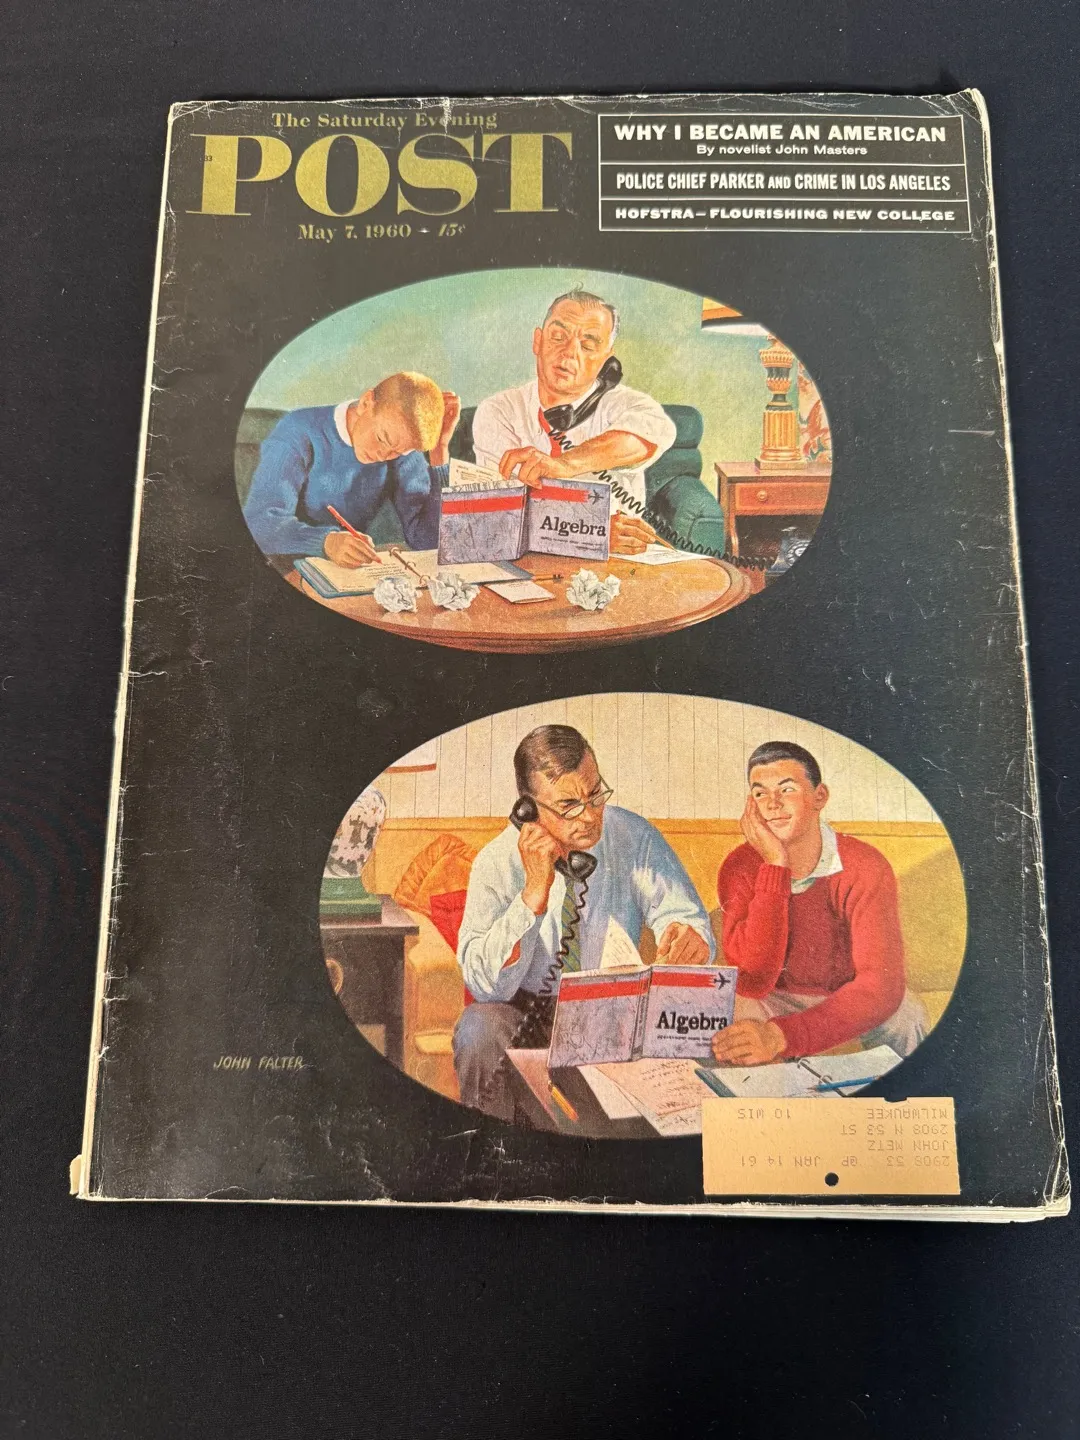 The Saturday Evening
POST
May 7, 1960 - 15¢
WHY I BECAME AN AMERICAN
By novelist John Masters
POLICE CHIEF PARKER AND CRIME IN LOS ANGELES
HOFSTRA—FLOURISHING NEW COLLEGE
Algebra
Algebra
JOHN FALTER
2908 53 QP JAN 14 61
JOHN METZ
2908 N 53 ST
MILWAUKEE 10 WIS